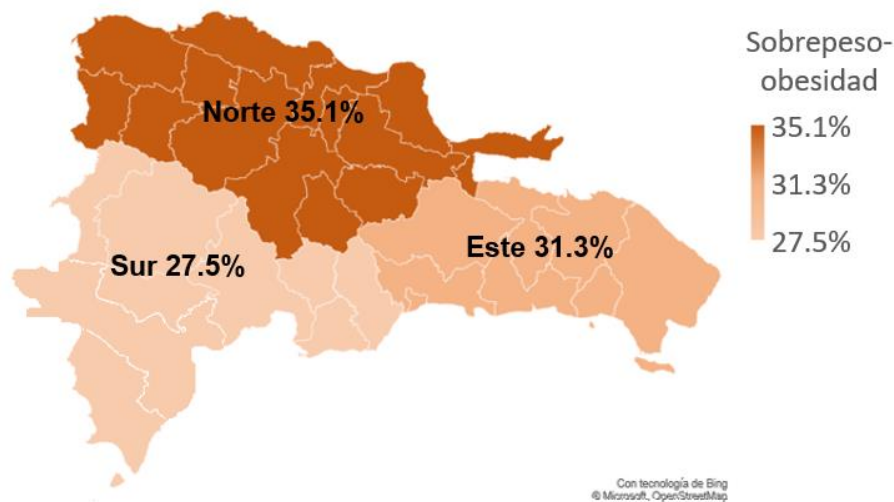 Sobrepeso-
obesidad
35.1%
31.3%
27.5%
Norte 35.1%
Este 31.3%
Sur 27.5%
Con tecnología de Bing
© Microsoft, OpenStreetMap